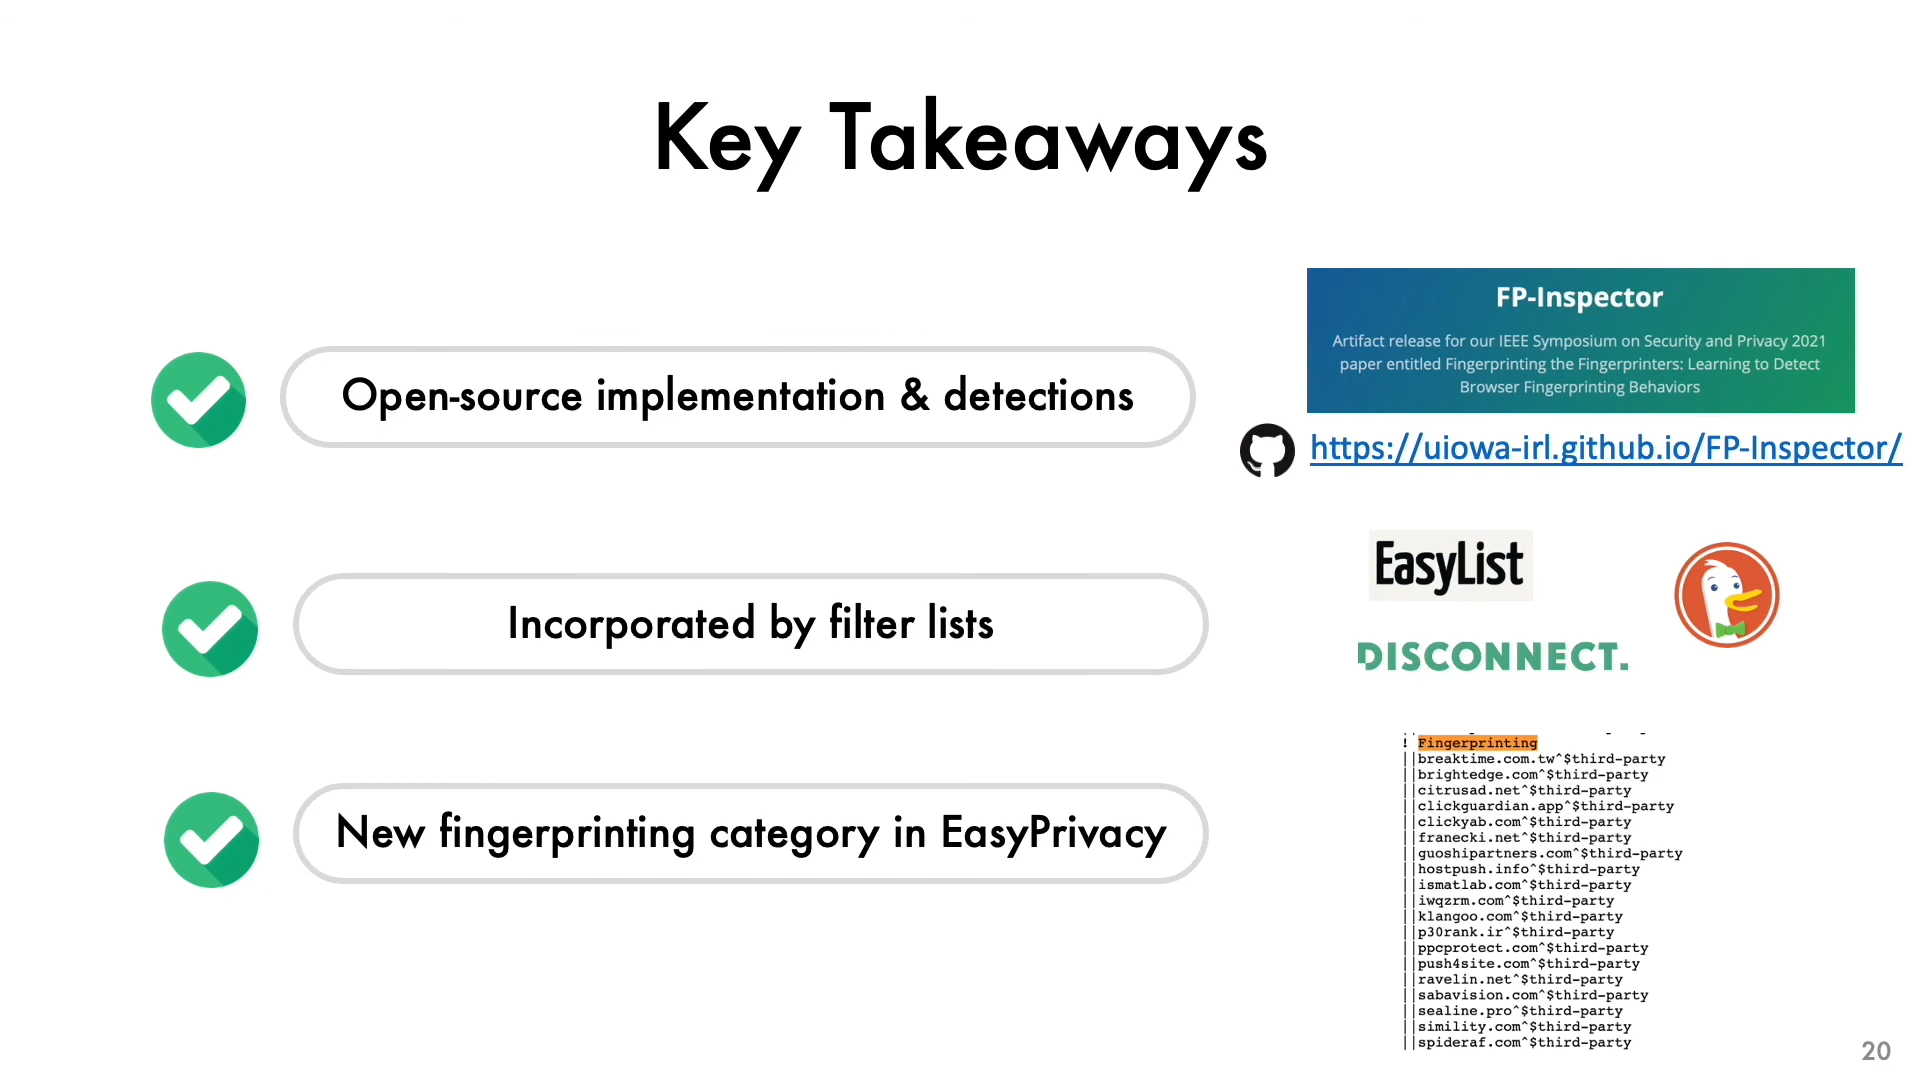 Key Takeaways
Open-source implementation & detections
FP-Inspector
Artifact release for our IEEE Symposium on Security and Privacy 2021
paper entitled Fingerprinting the Fingerprinters: Learning to Detect
Browser Fingerprinting Behaviors
https://uiowa-irl.github.io/FP-Inspector/
Incorporated by filter lists
EasyList
DISCONNECT.
New fingerprinting category in EasyPrivacy
! Fingerprinting
||breaktime.com.tw^$third-party
||brightedge.com^$third-party
||citrusad.net^$third-party
||clickguardian.app^$third-party
||clickyab.com^$third-party
||franecki.net^$third-party
||guoshipartners.com^$third-party
||hostpush.info^$third-party
||ismatlab.com^$third-party
||iwqzrm.com^$third-party
||klangoo.com^$third-party
||p30rank.ir^$third-party
||ppcprotect.com^$third-party
||push4site.com^$third-party
||ravelin.net^$third-party
||sabavision.com^$third-party
||sealine.pro^$third-party
||simility.com^$third-party
||spideraf.com^$third-party
20